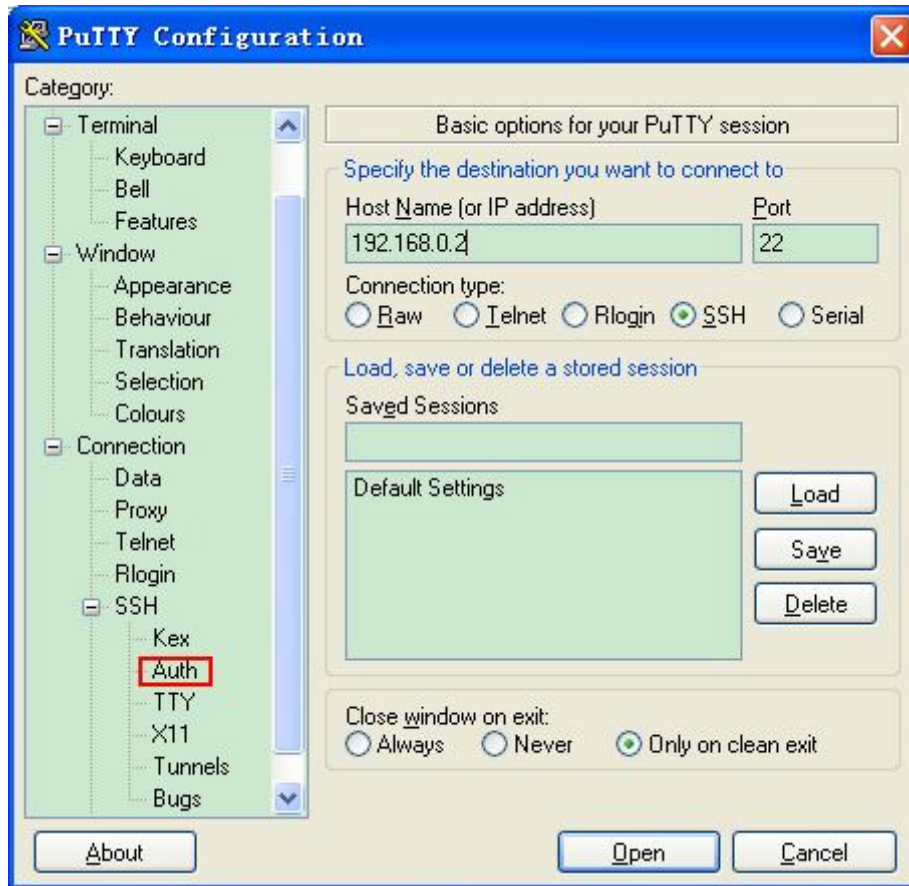 PuTTY Configuration
Category:
Terminal
Keyboard
Bell
Features
Window
Appearance
Behaviour
Translation
Selection
Colours
Connection
Data
Proxy
Telnet
Rlogin
SSH
Kex
Auth
TTY
X11
Tunnels
Bugs
Basic options for your PuTTY session
Specify the destination you want to connect to
Host Name (or IP address) Port
192.168.0.2 22
Connection type:
Raw Telnet Rlogin SSH Serial
Load, save or delete a stored session
Saved Sessions
Default Settings
Load
Save
Delete
Close window on exit:
Always Never Only on clean exit
About Open Cancel